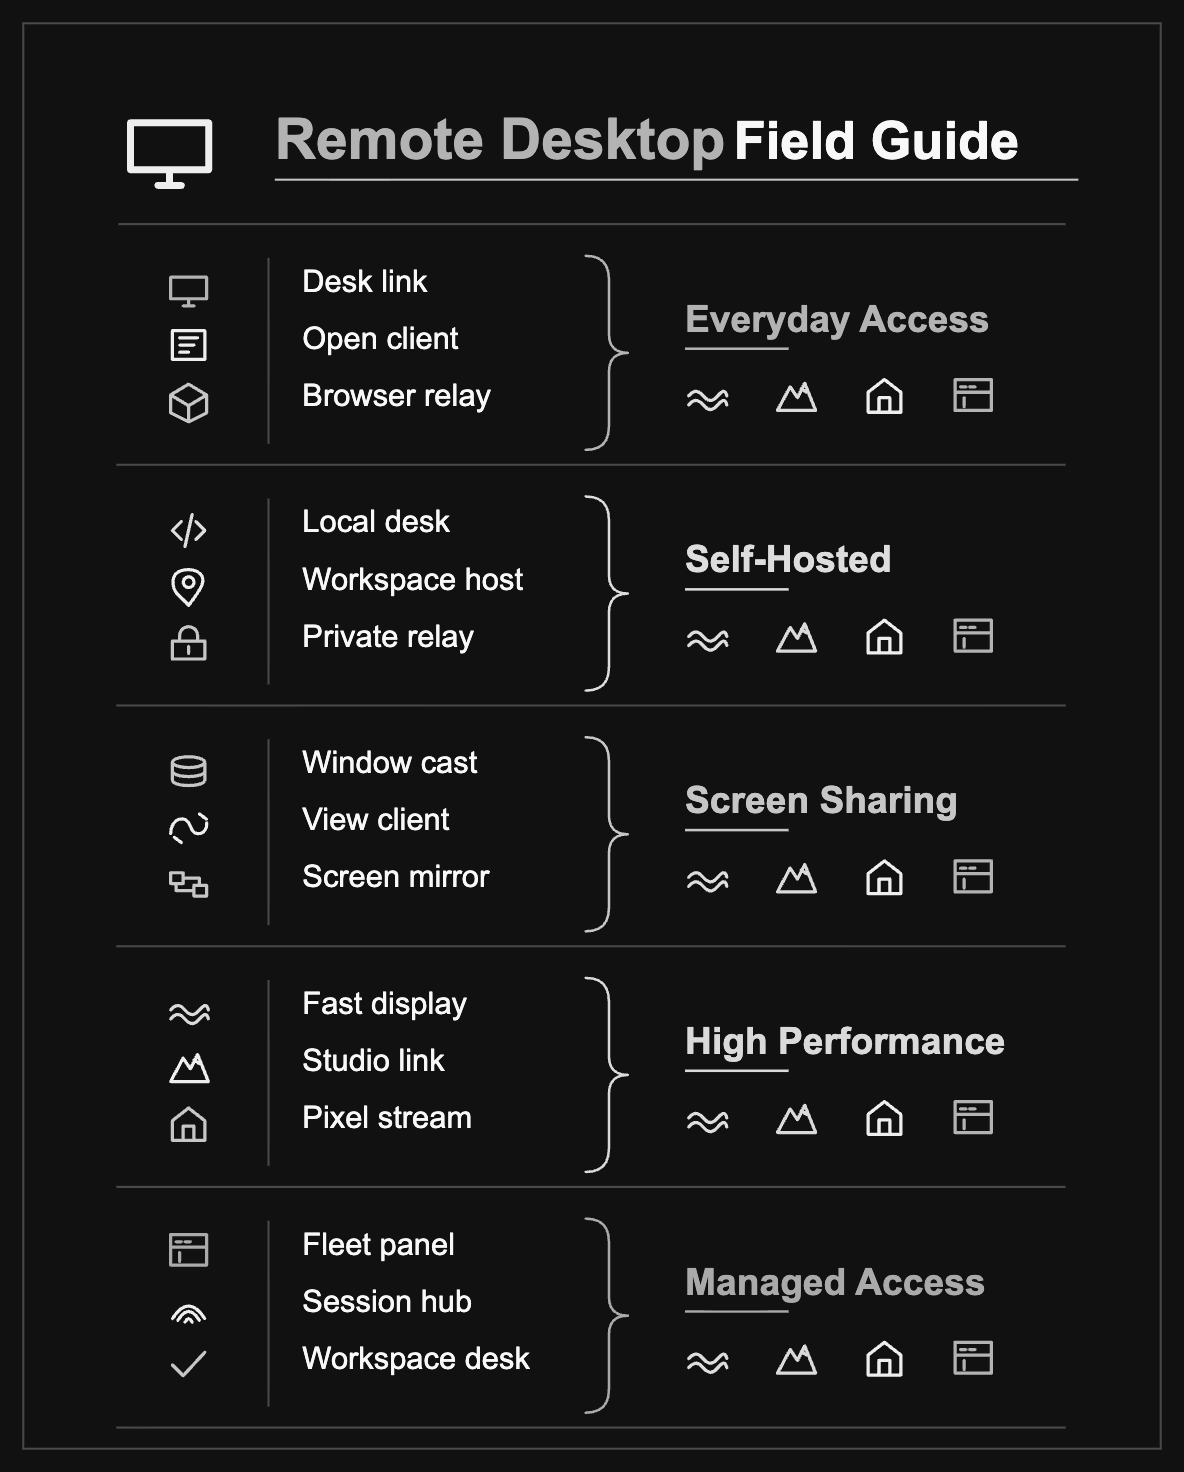 Remote Desktop Field Guide
Desk link
Open client
Browser relay
Everyday Access
Local desk
Workspace host
Private relay
Self-Hosted
Window cast
View client
Screen mirror
Screen Sharing
Fast display
Studio link
Pixel stream
High Performance
Fleet panel
Session hub
Workspace desk
Managed Access